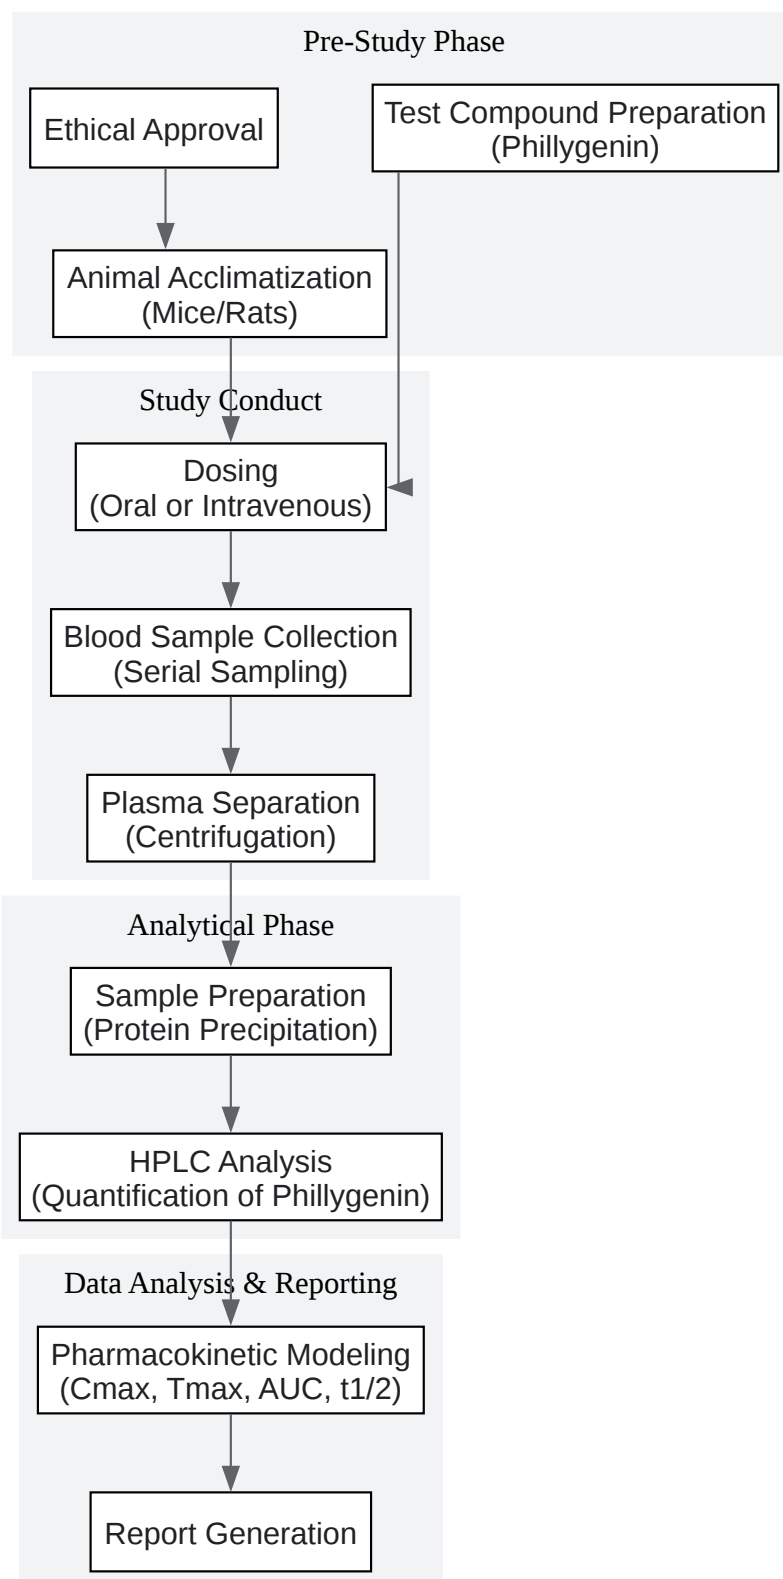 Pre-Study Phase
Ethical Approval
Test Compound Preparation
(Phillygenin)
Animal Acclimatization
(Mice/Rats)
Study Conduct
Dosing
(Oral or Intravenous)
Blood Sample Collection
(Serial Sampling)
Plasma Separation
(Centrifugation)
Analytical Phase
Sample Preparation
(Protein Precipitation)
HPLC Analysis
(Quantification of Phillygenin)
Data Analysis & Reporting
Pharmacokinetic Modeling
(Cmax, Tmax, AUC, t1/2)
Report Generation